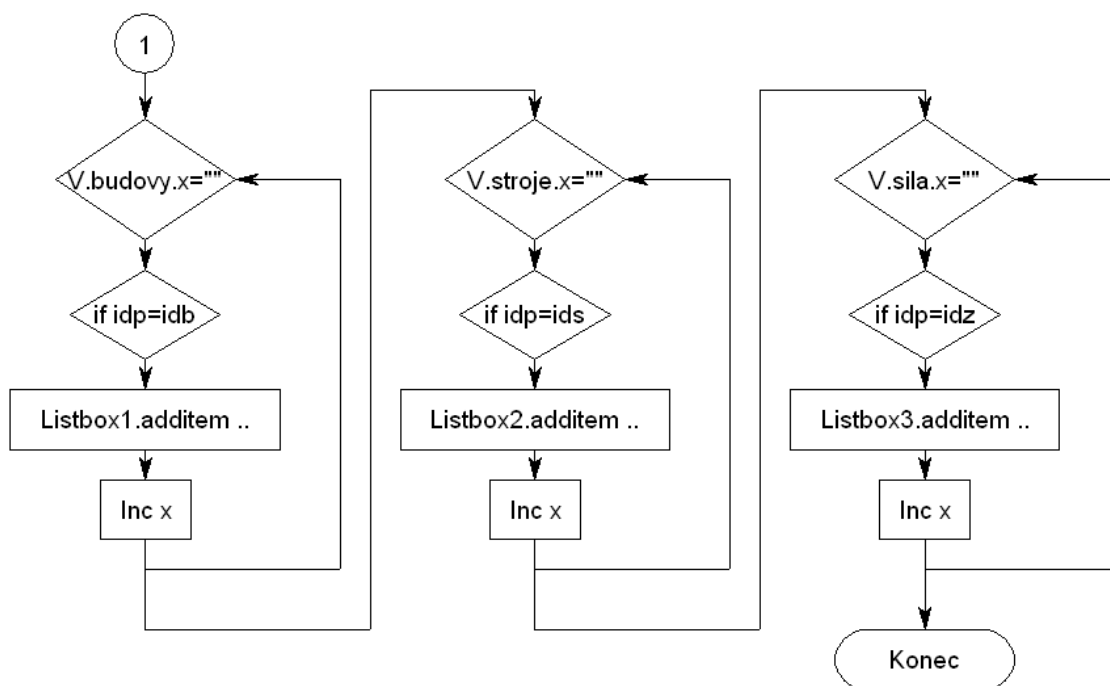 1
V.budovy.x=""
if idp=idb
Listbox1.additem ..
Inc x
V.stroje.x=""
if idp=ids
Listbox2.additem ..
Inc x
V.sila.x=""
if idp=idz
Listbox3.additem ..
Inc x
Konec